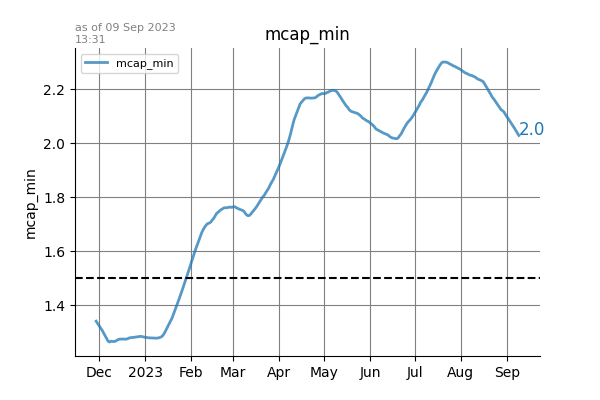 as of 09 Sep 2023
13:31
mcap_min
mcap_min
2.2
2.0
1.8
1.6
1.4
mcap_min
2.0
Dec 2023 Feb Mar Apr May Jun Jul Aug Sep